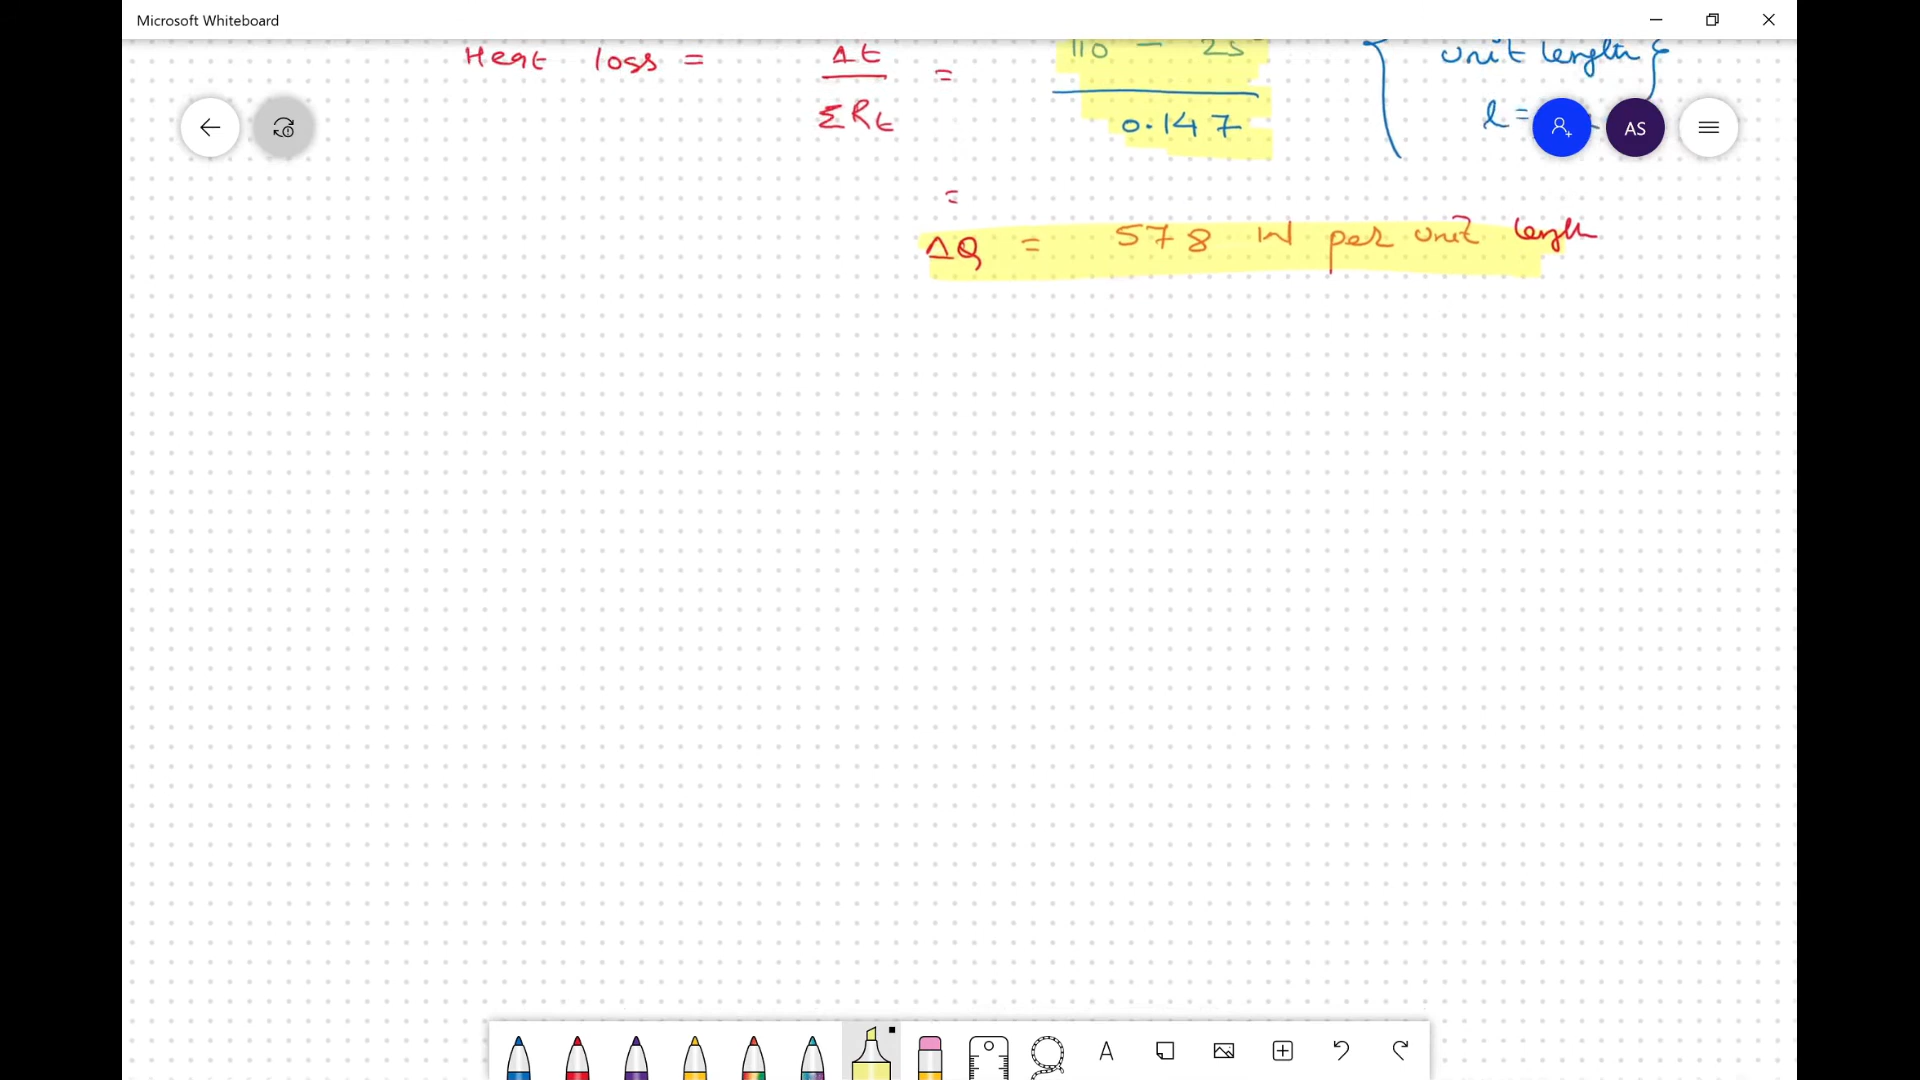 Microsoft Whiteboard
Heat loss = Δt / ΣRt = 110 - 25 / 0.147 { unit length }
l =
AS
=
ΔQ = 578 W per unit length
A